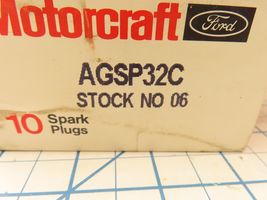 Motorcraft
Ford
AGSP32C
STOCK NO 06
10 Spark
Plugs